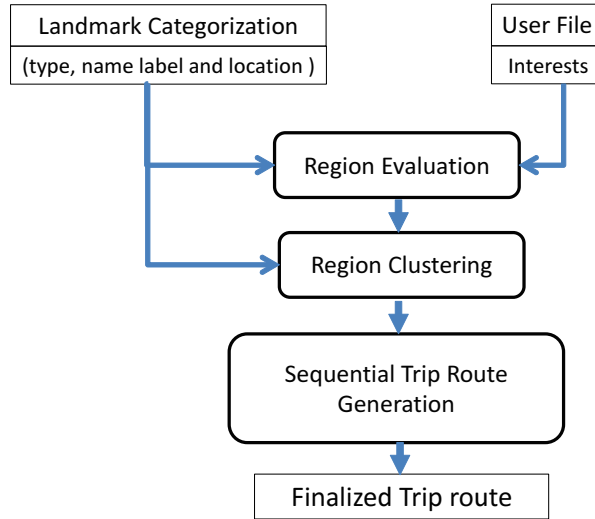 Landmark Categorization
(type, name label and location )
User File
Interests
Region Evaluation
Region Clustering
Sequential Trip Route
Generation
Finalized Trip route